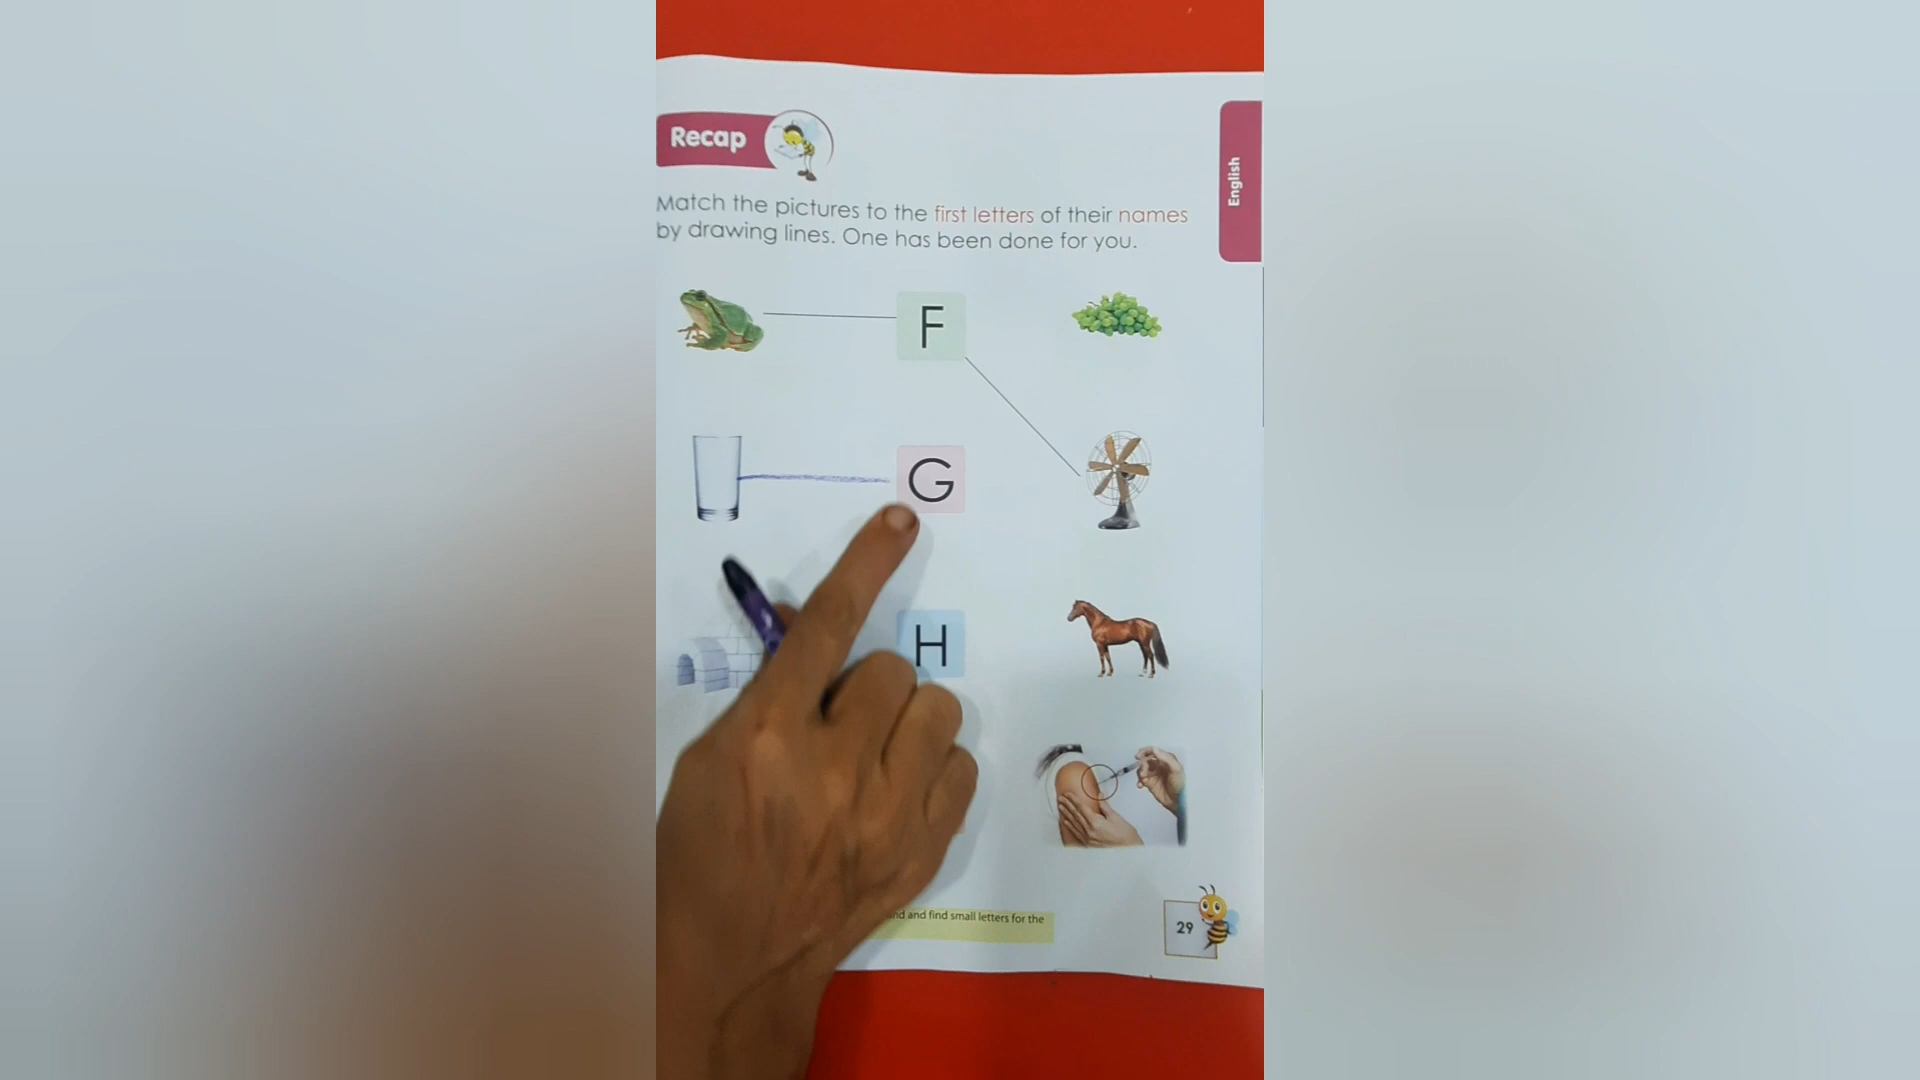 Recap
English
Match the pictures to the first letters of their names
by drawing lines. One has been done for you.
F
G
H
and find small letters for the
29